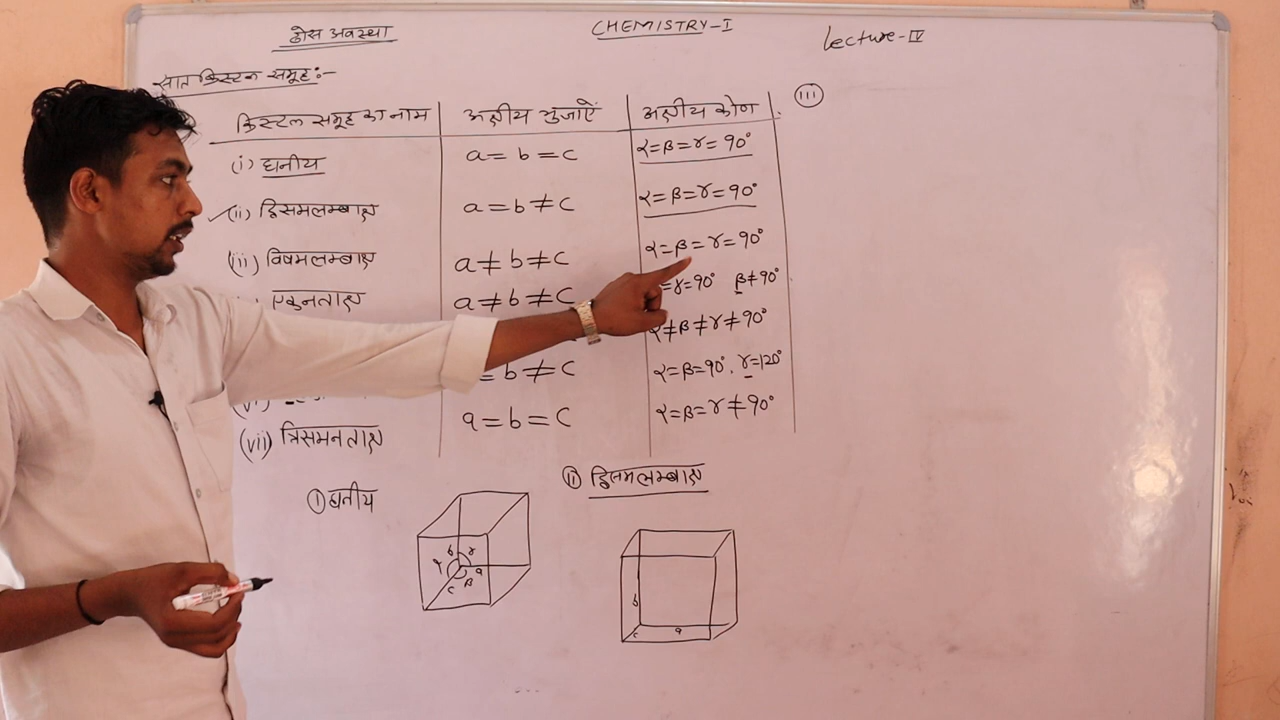 ठोस अवस्था
CHEMISTRY-I
Lecture-IV
सात क्रिस्टल समूह:-
क्रिस्टल समूह का नाम अक्षीय भुजाऐं अक्षीय कोण
(i) घनीय a = b = c α=β=γ=90°
(ii) द्विसमलम्बाक्ष a = b ≠ c α=β=γ=90°
(iii) विषमलम्बाक्ष a ≠ b ≠ c α=β=γ=90°
एकनताक्ष a ≠ b ≠ c =γ=90° β≠90°
α≠β≠γ≠90°
= b ≠ c α=β=90°. γ=120°
(vii) त्रिसमनताक्ष a = b = c α=β=γ≠90°
(iii)
(i) घनीय
b γ
α a
c β
(ii) द्विसमलम्बाक्ष
b
c a